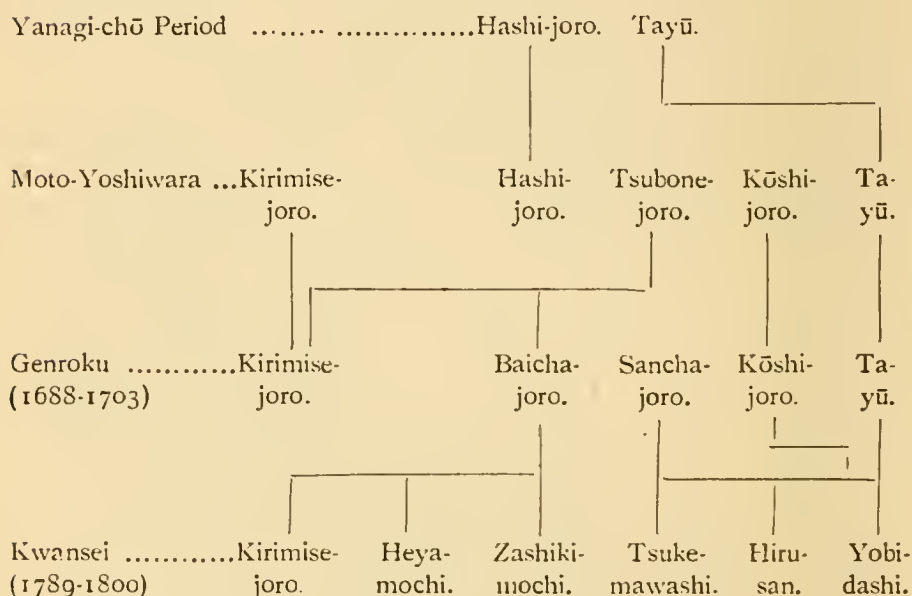 Yanagi-chō Period ........ ................Hashi-joro. Tayū.
Moto-Yoshiwara ...Kirimise- Hashi- Tsubone- Kōshi- Ta-
joro. joro. joro. joro. yū.
Genroku ............Kirimise- Baicha- Sancha- Kōshi- Ta-
(1688-1703) joro. joro. joro. joro. yū.
Kwansei ............Kirimise- Heya- Zashiki- Tsuke- Hiru- Yobi-
(1789-1800) joro. mochi. mochi. mawashi. san. dashi.